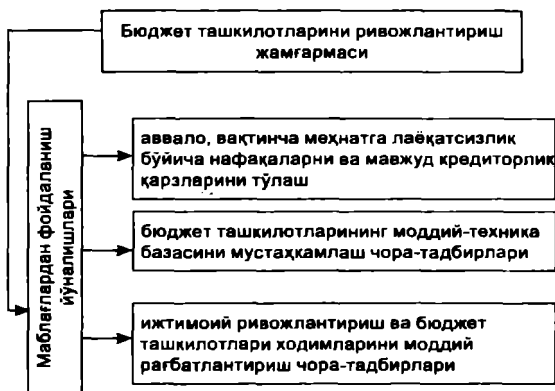 Бюджет ташкилотларини ривожлантириш
жамғармаси
Маблағлардан фойдаланиш
йўналишлари
аввало, вақтинча меҳнатга лаёқатсизлик
бўйича нафақаларни ва мавжуд кредиторлик
қарзларини тўлаш
бюджет ташкилотларининг моддий-техника
базасини мустаҳкамлаш чора-тадбирлари
ижтимоий ривожлантириш ва бюджет
ташкилотлари ходимларини моддий
рағбатлантириш чора-тадбирлари